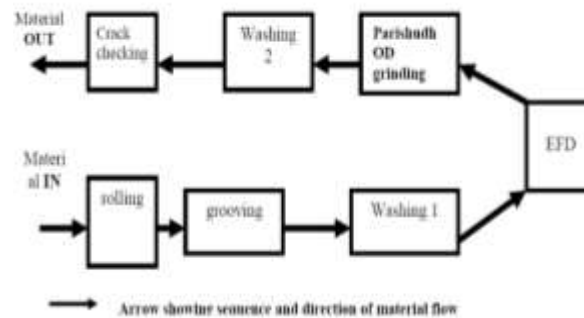 Material
OUT
Crack
checking
Washing
2
Parishudh
OD
grinding
EFD
Materi
al IN
rolling
grooving
Washing 1
Arrow showing sequence and direction of material flow